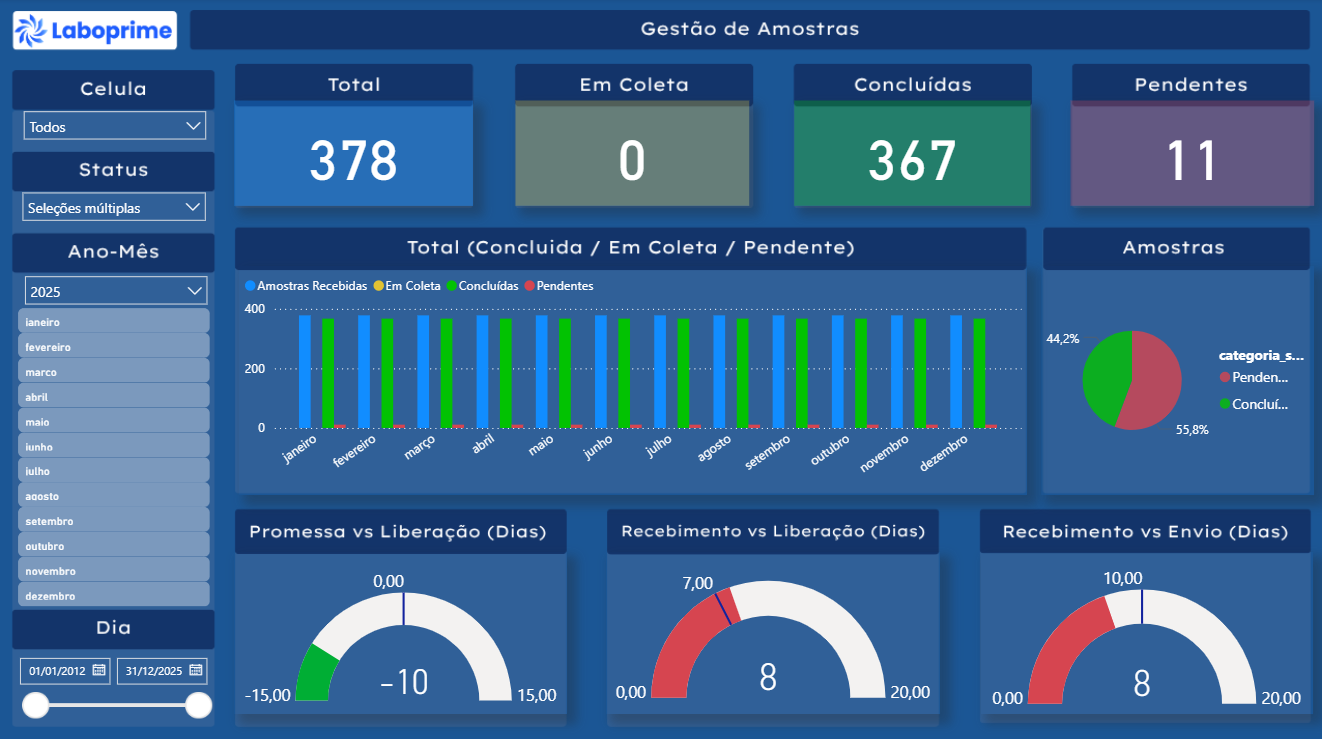 Laboprime
Gestão de Amostras
Celula
Todos
Status
Seleções múltiplas
Ano-Mês
2025
janeiro
fevereiro
março
abril
maio
junho
julho
agosto
setembro
outubro
novembro
dezembro
Dia
01/01/2012
31/12/2025
Total
378
Em Coleta
0
Concluídas
367
Pendentes
11
Total (Concluida / Em Coleta / Pendente)
Amostras Recebidas Em Coleta Concluídas Pendentes
400
200
0
janeiro fevereiro março abril maio junho julho agosto setembro outubro novembro dezembro
Amostras
44,2%
55,8%
categoria_s...
Penden...
Concluí...
Promessa vs Liberação (Dias)
0,00
-15,00
-10
15,00
Recebimento vs Liberação (Dias)
7,00
0,00
8
20,00
Recebimento vs Envio (Dias)
10,00
0,00
8
20,00